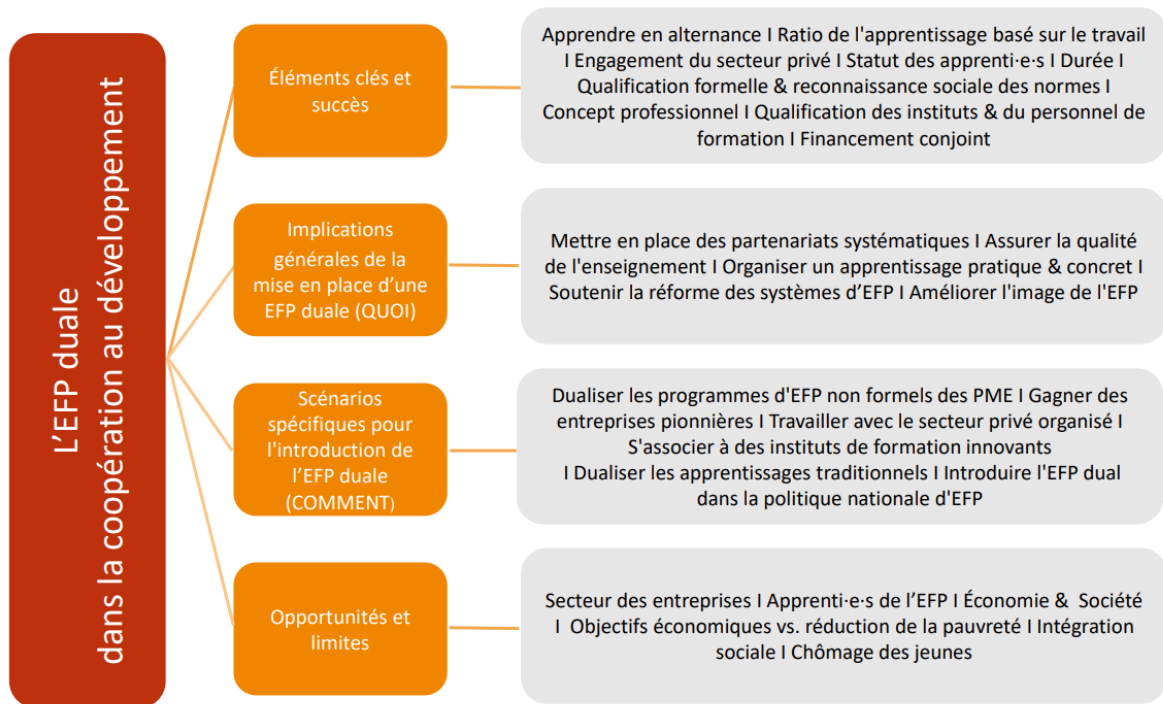 L'EFP duale
dans la coopération au développement
Éléments clés et
succès
Apprendre en alternance I Ratio de l'apprentissage basé sur le travail
I Engagement du secteur privé I Statut des apprenti·e·s I Durée I
Qualification formelle & reconnaissance sociale des normes I
Concept professionnel I Qualification des instituts & du personnel de
formation I Financement conjoint
Implications
générales de la
mise en place d'une
EFP duale (QUOI)
Mettre en place des partenariats systématiques I Assurer la qualité
de l'enseignement I Organiser un apprentissage pratique & concret I
Soutenir la réforme des systèmes d'EFP I Améliorer l'image de l'EFP
Scénarios
spécifiques pour
l'introduction de
l'EFP duale
(COMMENT)
Dualiser les programmes d'EFP non formels des PME I Gagner des
entreprises pionnières I Travailler avec le secteur privé organisé I
S'associer à des instituts de formation innovants
I Dualiser les apprentissages traditionnels I Introduire l'EFP dual
dans la politique nationale d'EFP
Opportunités et
limites
Secteur des entreprises I Apprenti·e·s de l'EFP I Économie & Société
I Objectifs économiques vs. réduction de la pauvreté I Intégration
sociale I Chômage des jeunes